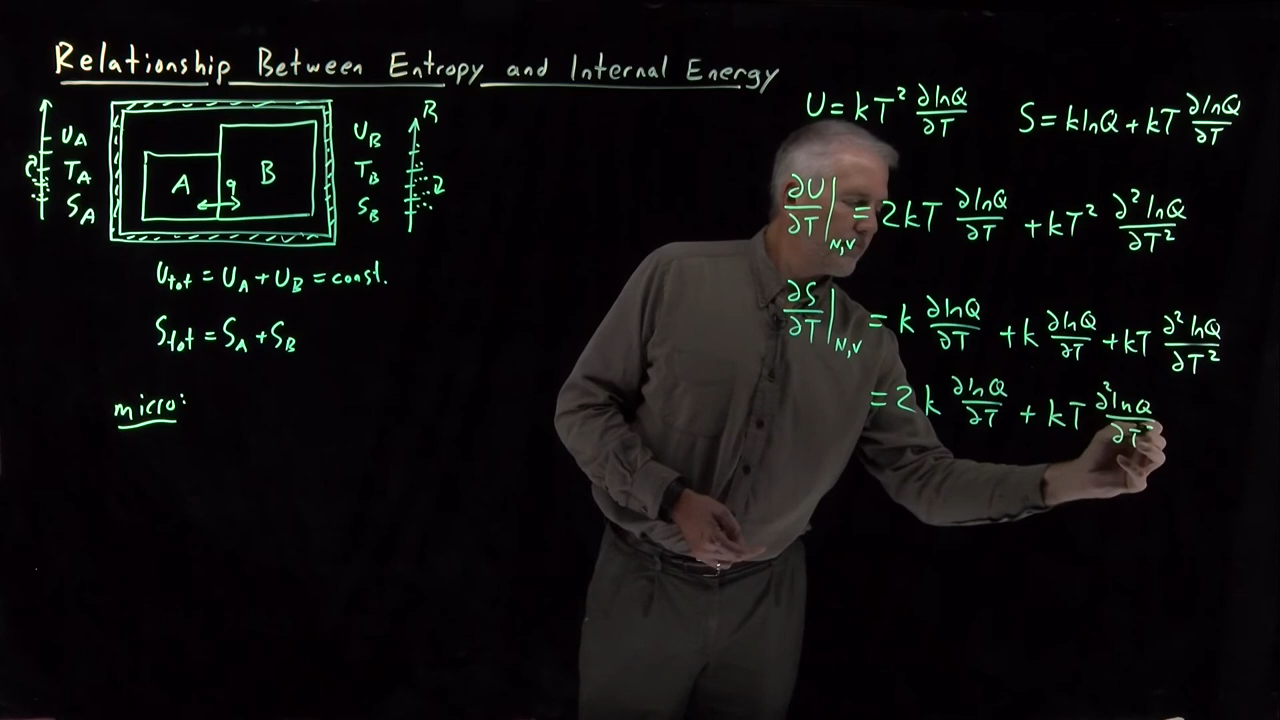 Relationship Between Entropy and Internal Energy
U_A
T_A
S_A
A
q
B
U_B
T_B
S_B
U_tot = U_A + U_B = const.
S_tot = S_A + S_B
micro:
U = kT² ∂lnQ/∂T
S = k lnQ + kT ∂lnQ/∂T
∂U/∂T|_N,V = 2kT ∂lnQ/∂T + kT² ∂²lnQ/∂T²
∂S/∂T|_N,V = k ∂lnQ/∂T + k ∂lnQ/∂T + kT ∂²lnQ/∂T²
= 2k ∂lnQ/∂T + kT ∂²lnQ/∂T²